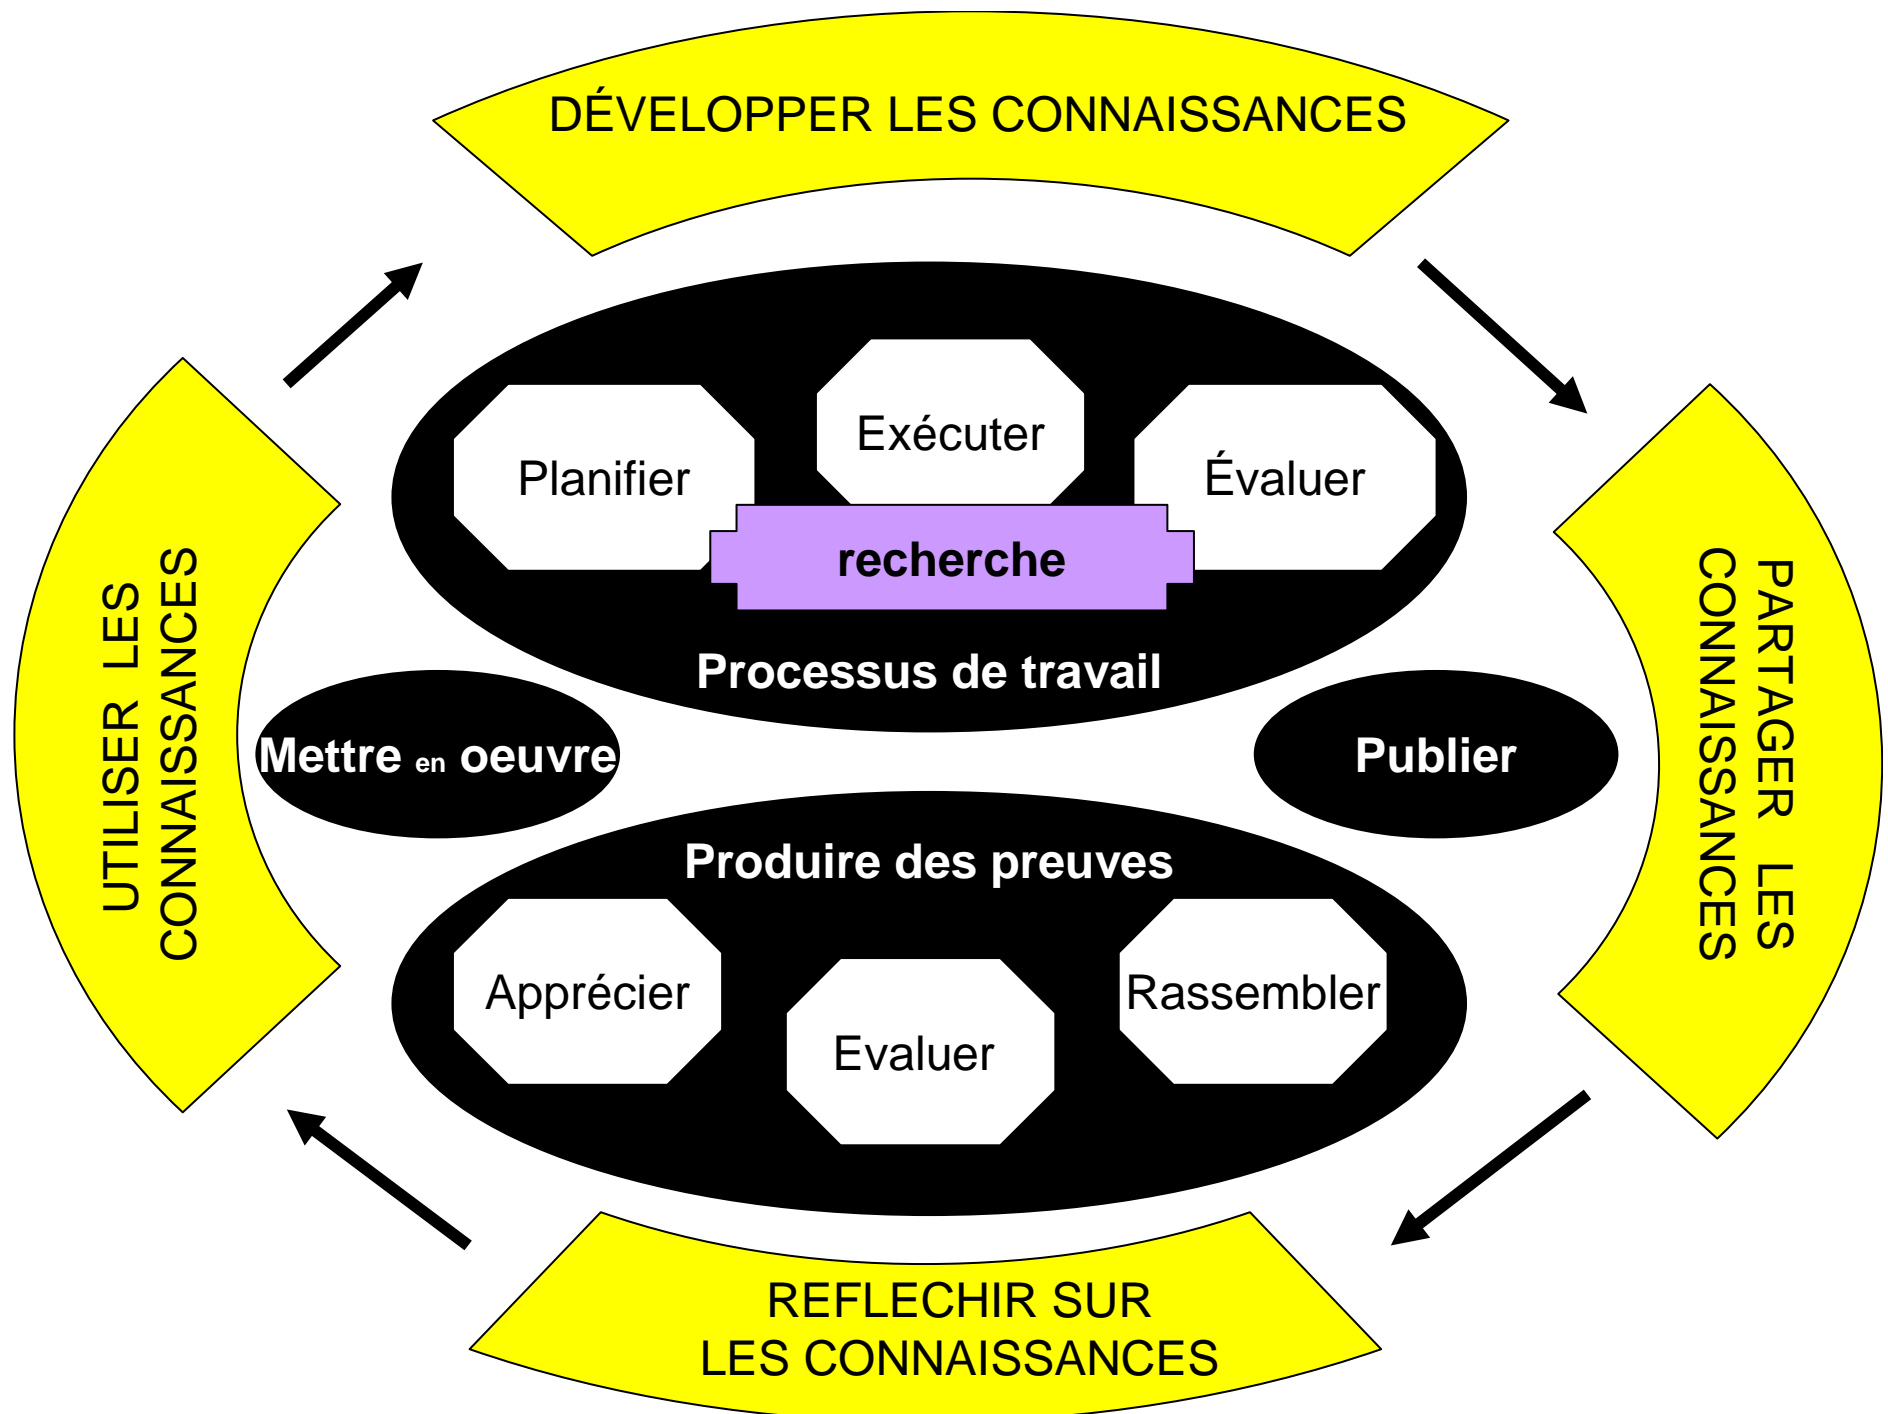 DÉVELOPPER LES CONNAISSANCES
Exécuter
Planifier
Évaluer
recherche
Processus de travail
UTILISER LES
CONNAISSANCES
PARTAGER LES
CONNAISSANCES
Mettre en oeuvre
Publier
Produire des preuves
Apprécier
Evaluer
Rassembler
REFLECHIR SUR
LES CONNAISSANCES